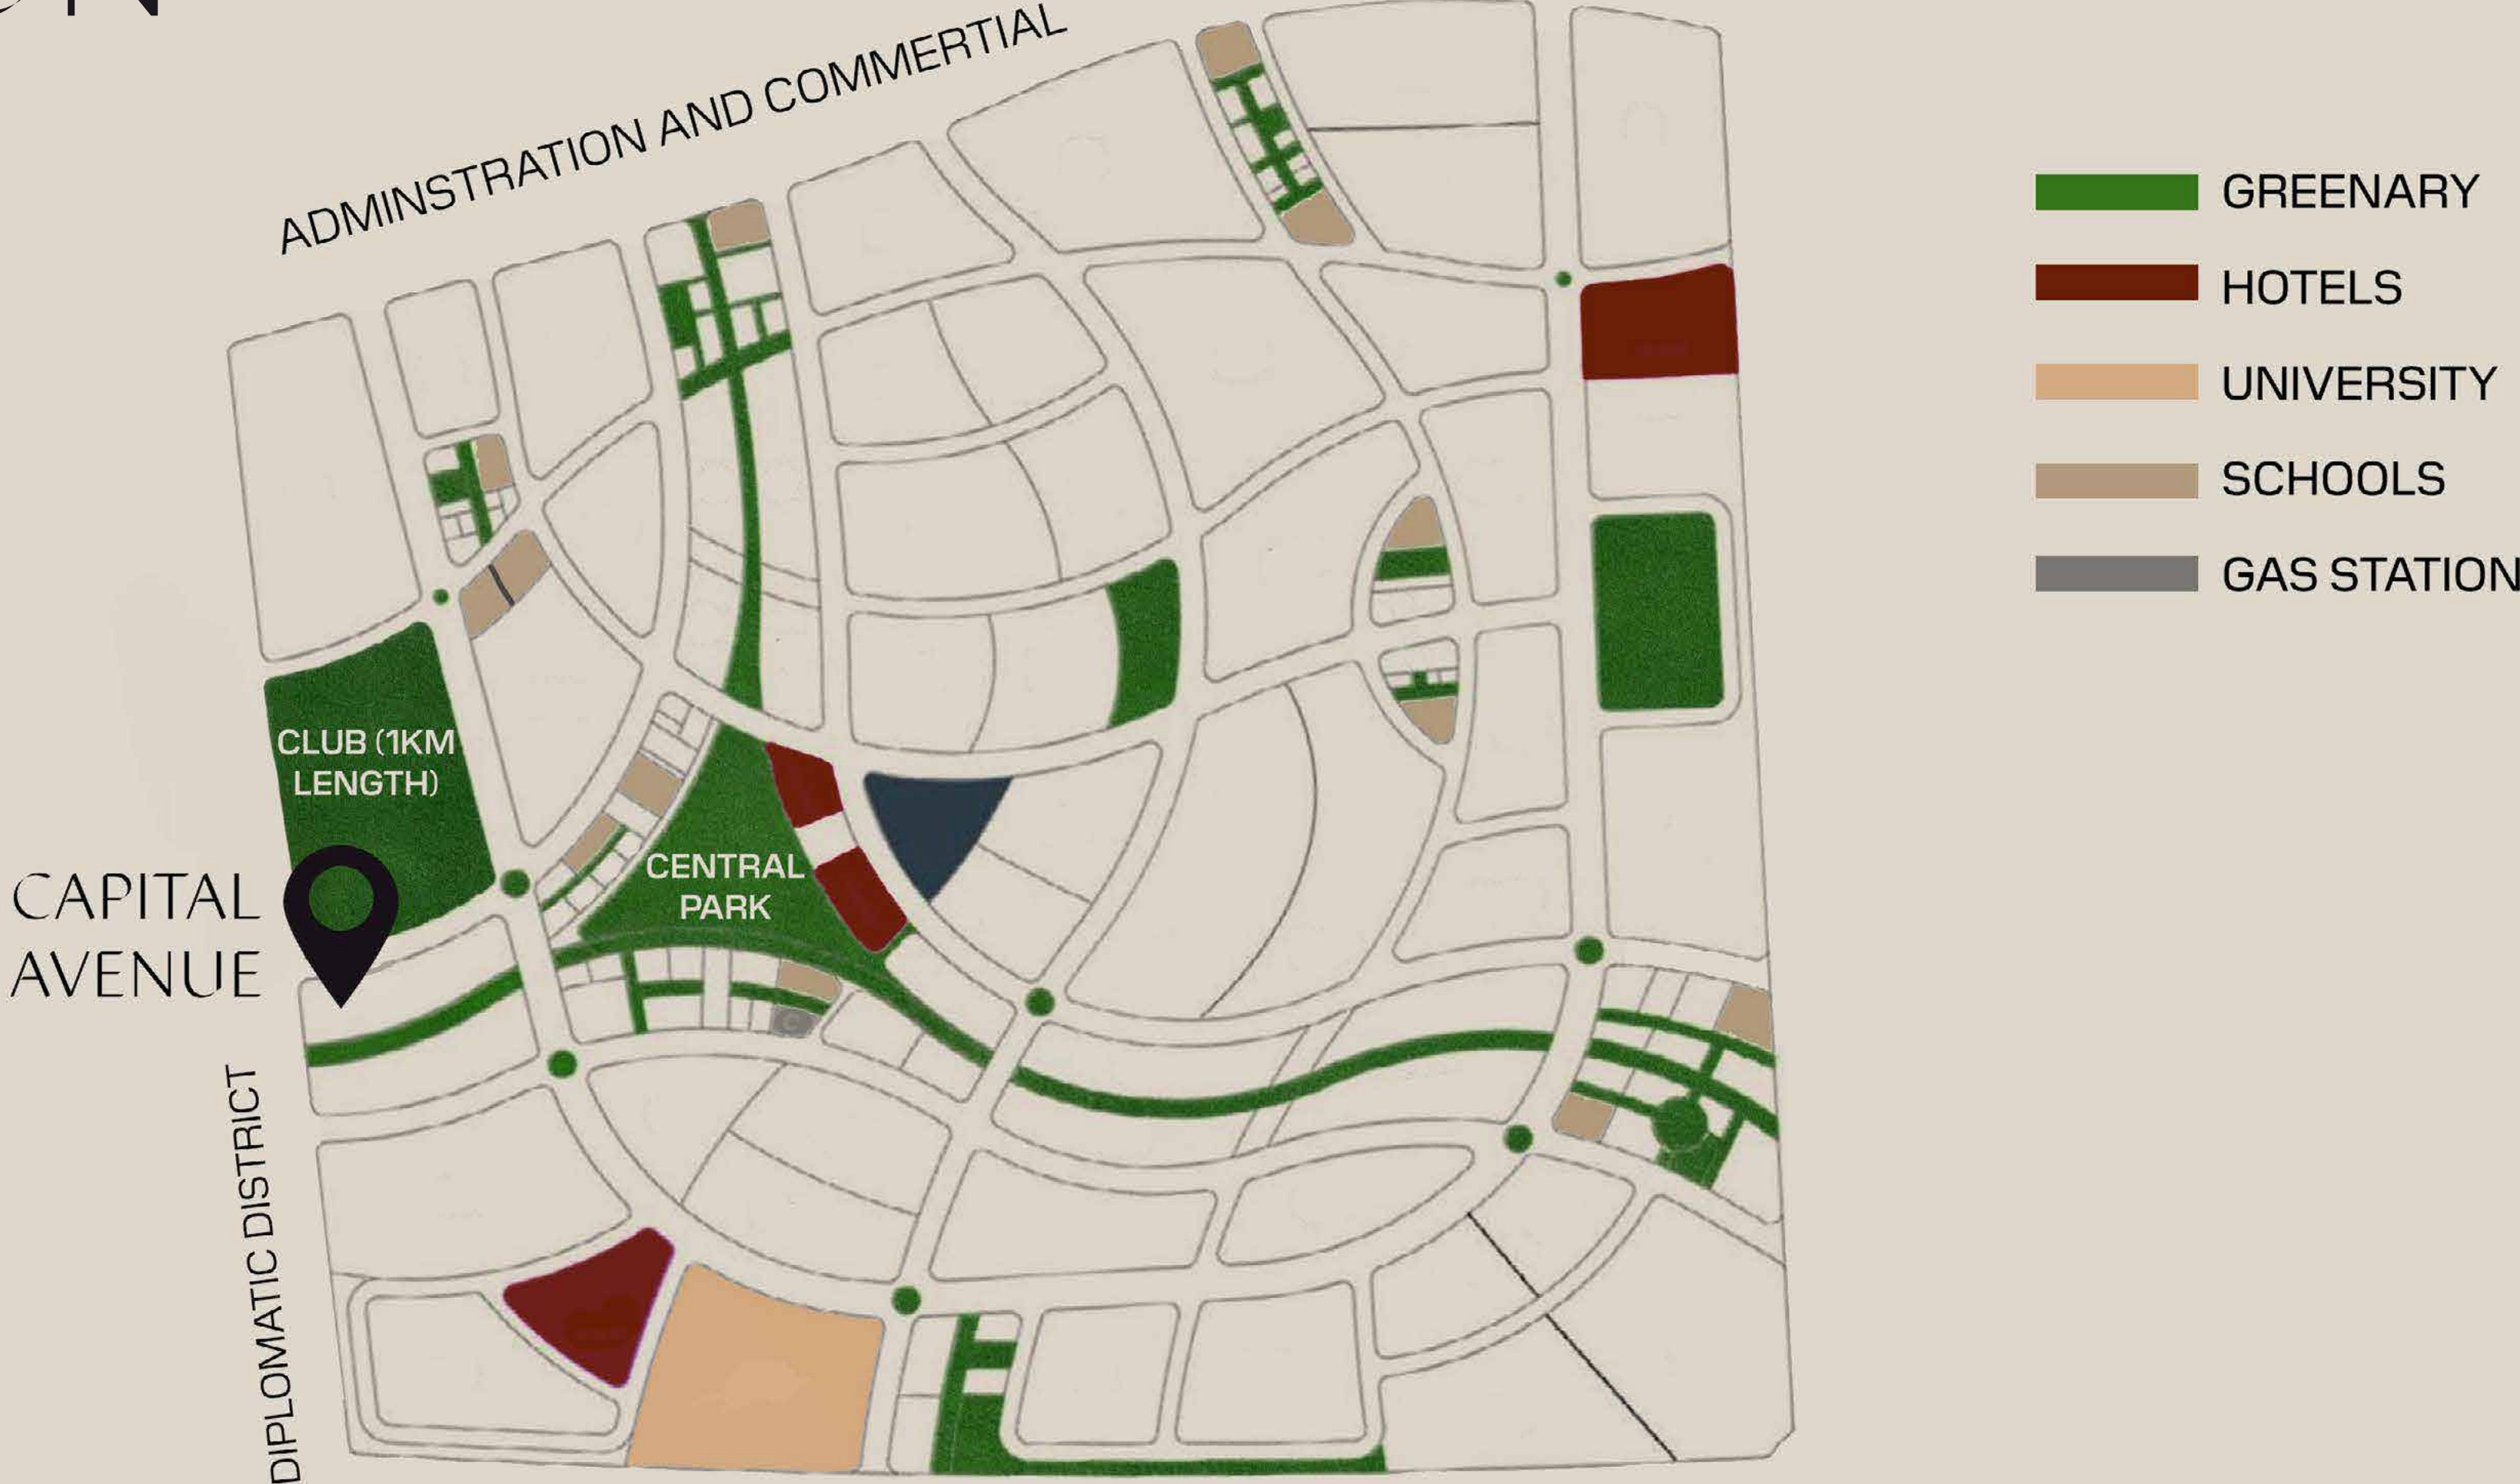 ADMINSTRATION AND COMMERTIAL
GREENARY
HOTELS
UNIVERSITY
SCHOOLS
GAS STATION
CLUB (1KM
LENGTH)
CENTRAL
PARK
CAPITAL
AVENUE
DIPLOMATIC DISTRICT